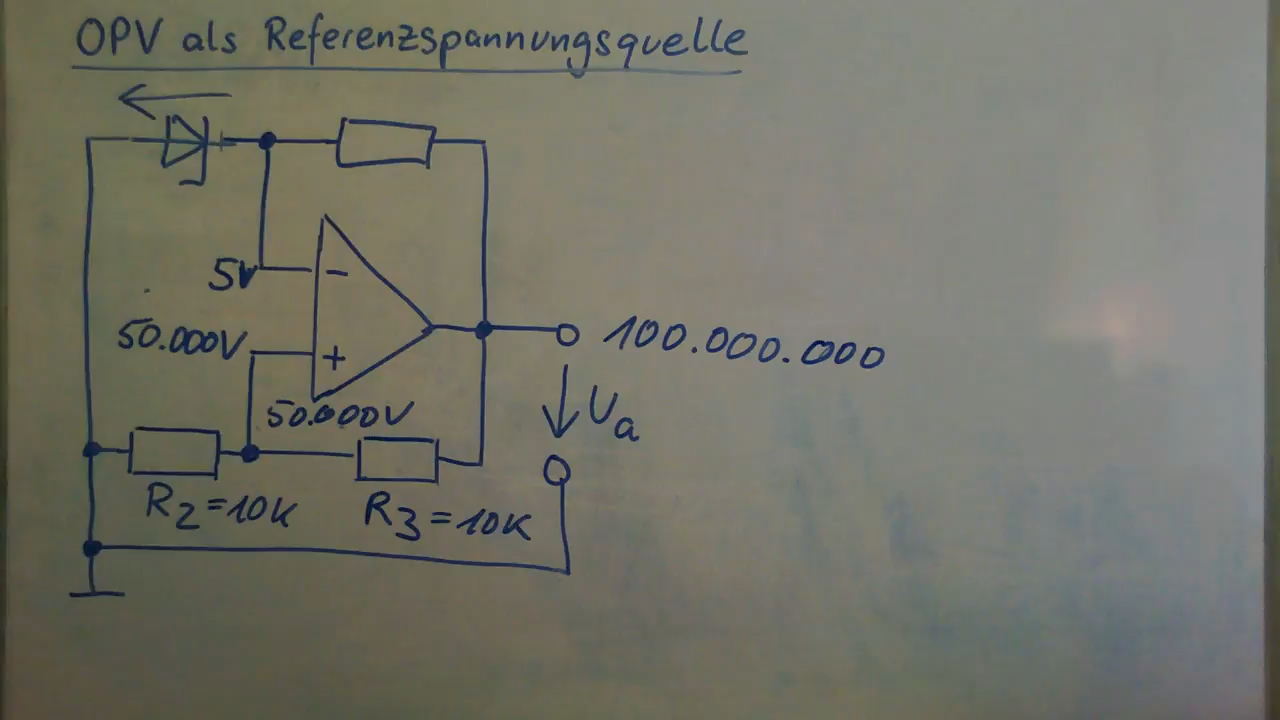 OPV als Referenzspannungsquelle
5V
-
50.000V
+
100.000.000
50.000V
Ua
R2=10K
R3=10K